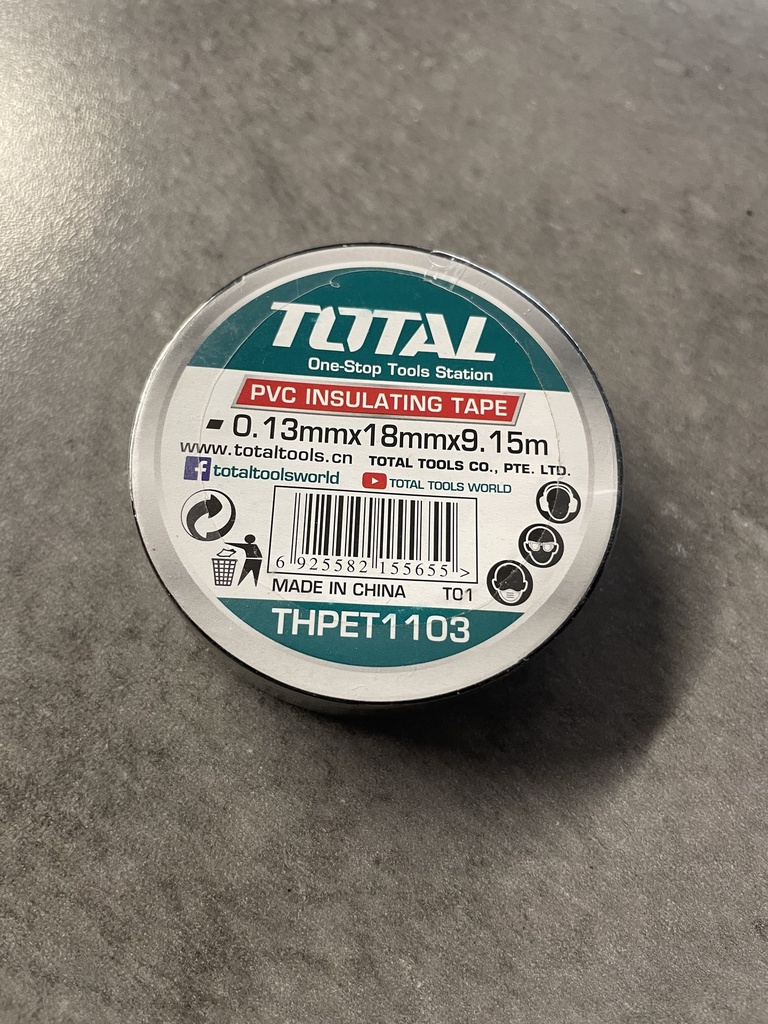 TOTAL
One-Stop Tools Station
PVC INSULATING TAPE
0.13mmx18mmx9.15m
www.totaltools.cn TOTAL TOOLS CO., PTE. LTD.
f totaltoolsworld TOTAL TOOLS WORLD
6 925582 155655 >
MADE IN CHINA T01
THPET1103